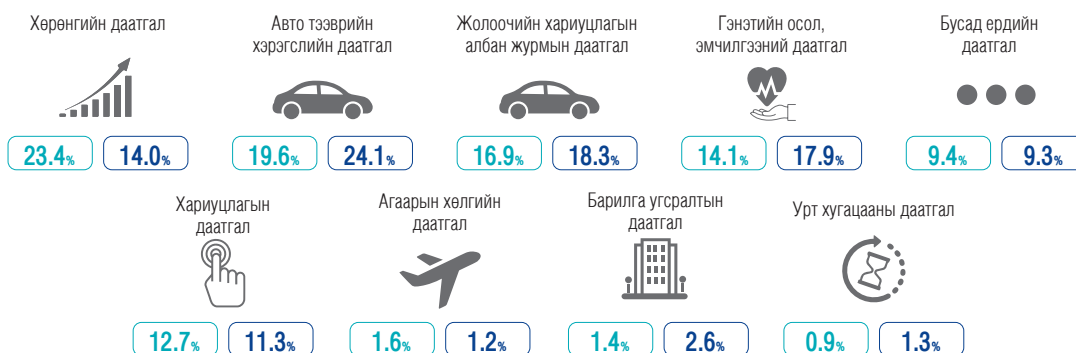 Хөрөнгийн даатгал
Авто тээврийн
хэрэгслийн даатгал
Жолоочийн хариуцлагын
албан журмын даатгал
Гэнэтийн осол,
эмчилгээний даатгал
Бусад ердийн
даатгал
23.4% 14.0%
19.6% 24.1%
16.9% 18.3%
14.1% 17.9%
9.4% 9.3%
Хариуцлагын
даатгал
Агаарын хөлгийн
даатгал
Барилга угсралтын
даатгал
Урт хугацааны даатгал
12.7% 11.3%
1.6% 1.2%
1.4% 2.6%
0.9% 1.3%